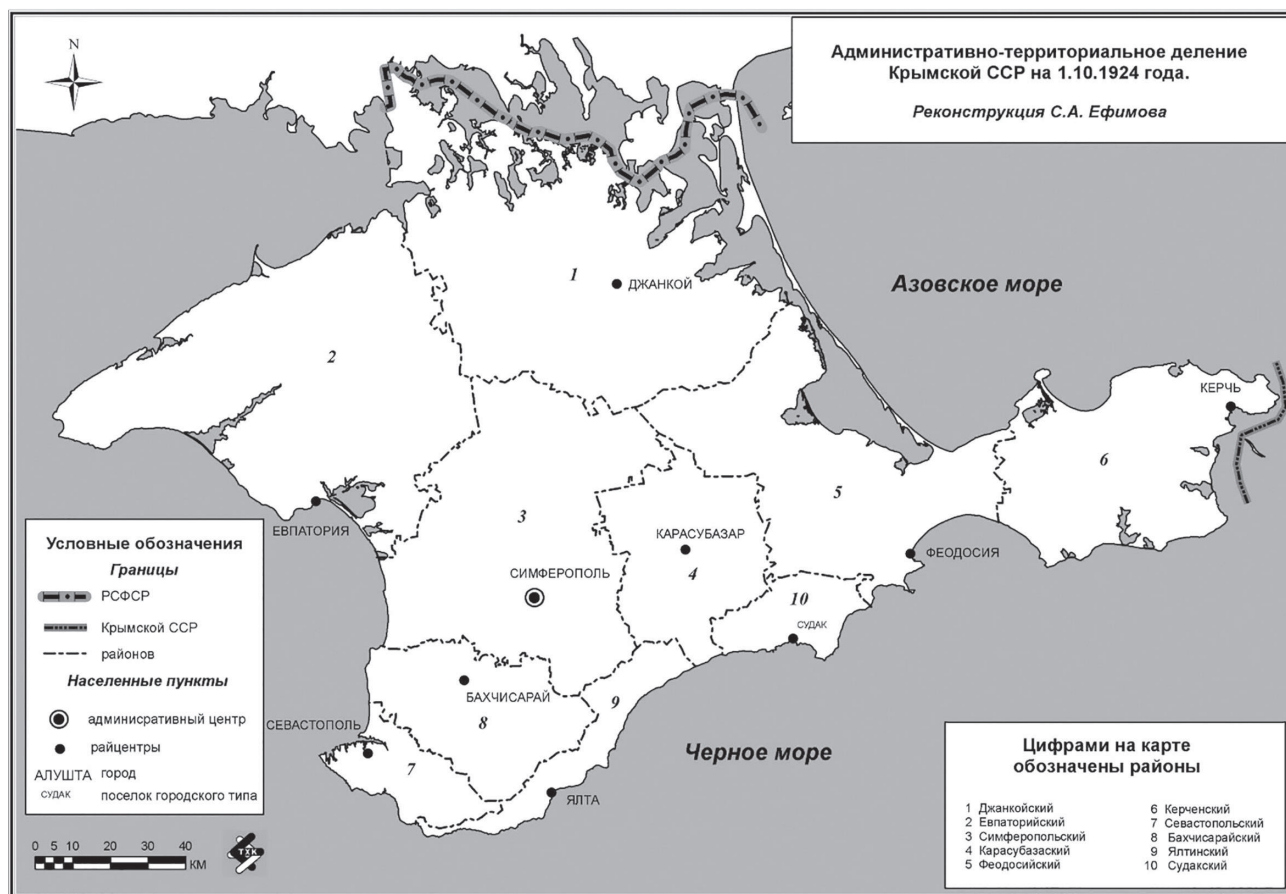 N
Административно-территориальное деление
Крымской ССР на 1.10.1924 года.
Реконструкция С.А. Ефимова
1
ДЖАНКОЙ
Азовское море
2
КЕРЧЬ
6
5
3
ЕВПАТОРИЯ
КАРАСУБАЗАР
ФЕОДОСИЯ
4
СИМФЕРОПОЛЬ
10
СУДАК
9
БАХЧИСАРАЙ
8
СЕВАСТОПОЛЬ
7
Черное море
ЯЛТА
Условные обозначения
Границы
РСФСР
Крымской ССР
районов
Населенные пункты
админисративный центр
райцентры
АЛУШТА город
СУДАК поселок городского типа
0 5 10 20 30 40
КМ
ТХК
Цифрами на карте
обозначены районы
1 Джанкойский
2 Евпаторийский
3 Симферопольский
4 Карасубазаский
5 Феодосийский
6 Керченский
7 Севастопольский
8 Бахчисарайский
9 Ялтинский
10 Судакский